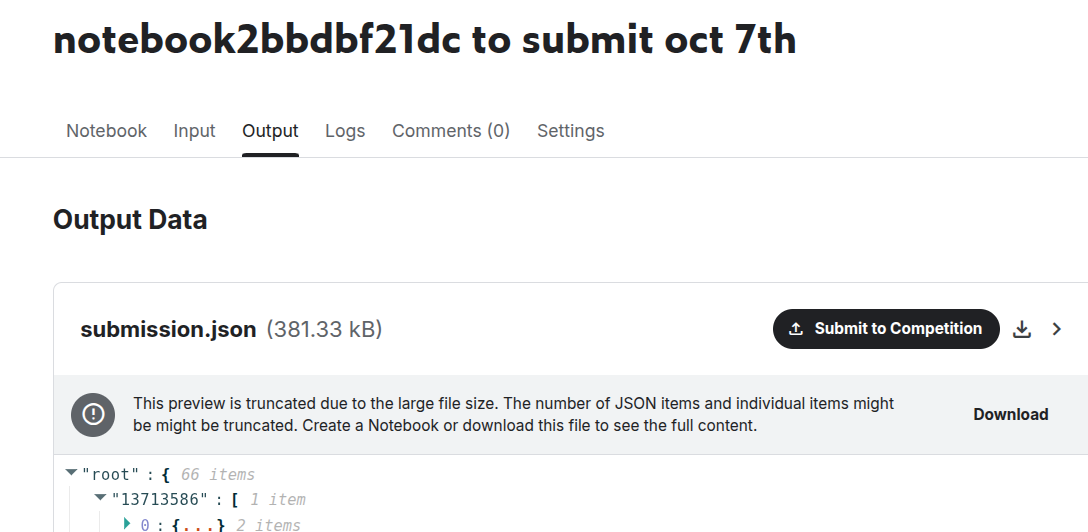 notebook2bbdbf21dc to submit oct 7th
Notebook Input Output Logs Comments (0) Settings
Output Data
submission.json (381.33 kB) Submit to Competition
This preview is truncated due to the large file size. The number of JSON items and individual items might
be might be truncated. Create a Notebook or download this file to see the full content.
Download
"root" : { 66 items
"13713586" : [ 1 item
0 : {...} 2 items